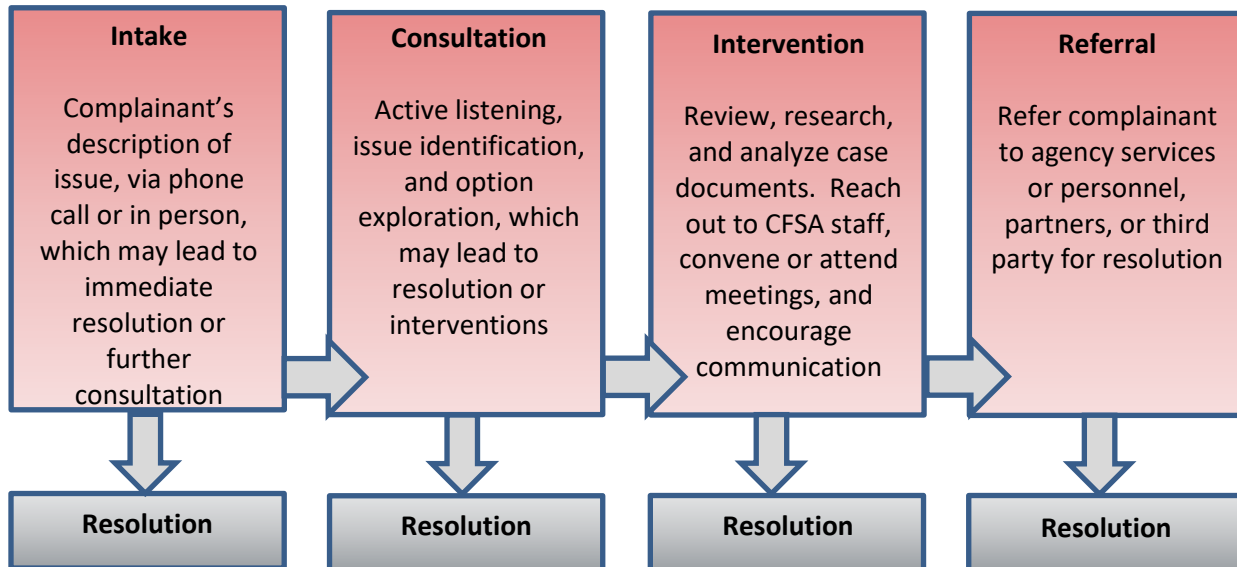 Intake
Complainant's
description of
issue, via phone
call or in person,
which may lead to
immediate
resolution or
further
consultation
Consultation
Active listening,
issue identification,
and option
exploration, which
may lead to
resolution or
interventions
Intervention
Review, research,
and analyze case
documents.  Reach
out to CFSA staff,
convene or attend
meetings, and
encourage
communication
Referral
Refer complainant
to agency services
or personnel,
partners, or third
party for resolution
Resolution
Resolution
Resolution
Resolution